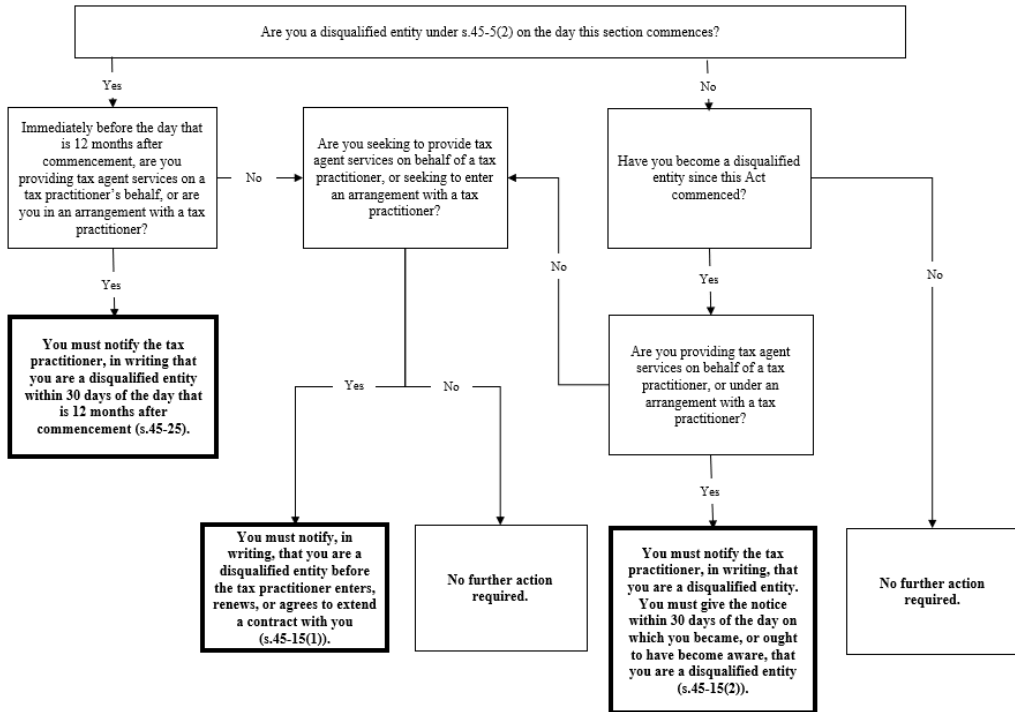 Are you a disqualified entity under s.45-5(2) on the day this section commences?
Yes
No
Immediately before the day that
is 12 months after
commencement, are you
providing tax agent services on a
tax practitioner's behalf, or are
you in an arrangement with a tax
practitioner?
No
Are you seeking to provide tax
agent services on behalf of a tax
practitioner, or seeking to enter
an arrangement with a tax
practitioner?
Have you become a disqualified
entity since this Act
commenced?
Yes
No
Yes
No
You must notify the tax
practitioner, in writing that
you are a disqualified entity
within 30 days of the day that
is 12 months after
commencement (s.45-25).
Are you providing tax agent
services on behalf of a tax
practitioner, or under an
arrangement with a tax
practitioner?
Yes
No
Yes
You must notify, in
writing, that you are a
disqualified entity before
the tax practitioner enters,
renews, or agrees to extend
a contract with you
(s.45-15(1)).
No further action
required.
You must notify the tax
practitioner, in writing, that
you are a disqualified entity.
You must give the notice
within 30 days of the day on
which you became, or ought
to have become aware, that
you are a disqualified entity
(s.45-15(2)).
No further action
required.